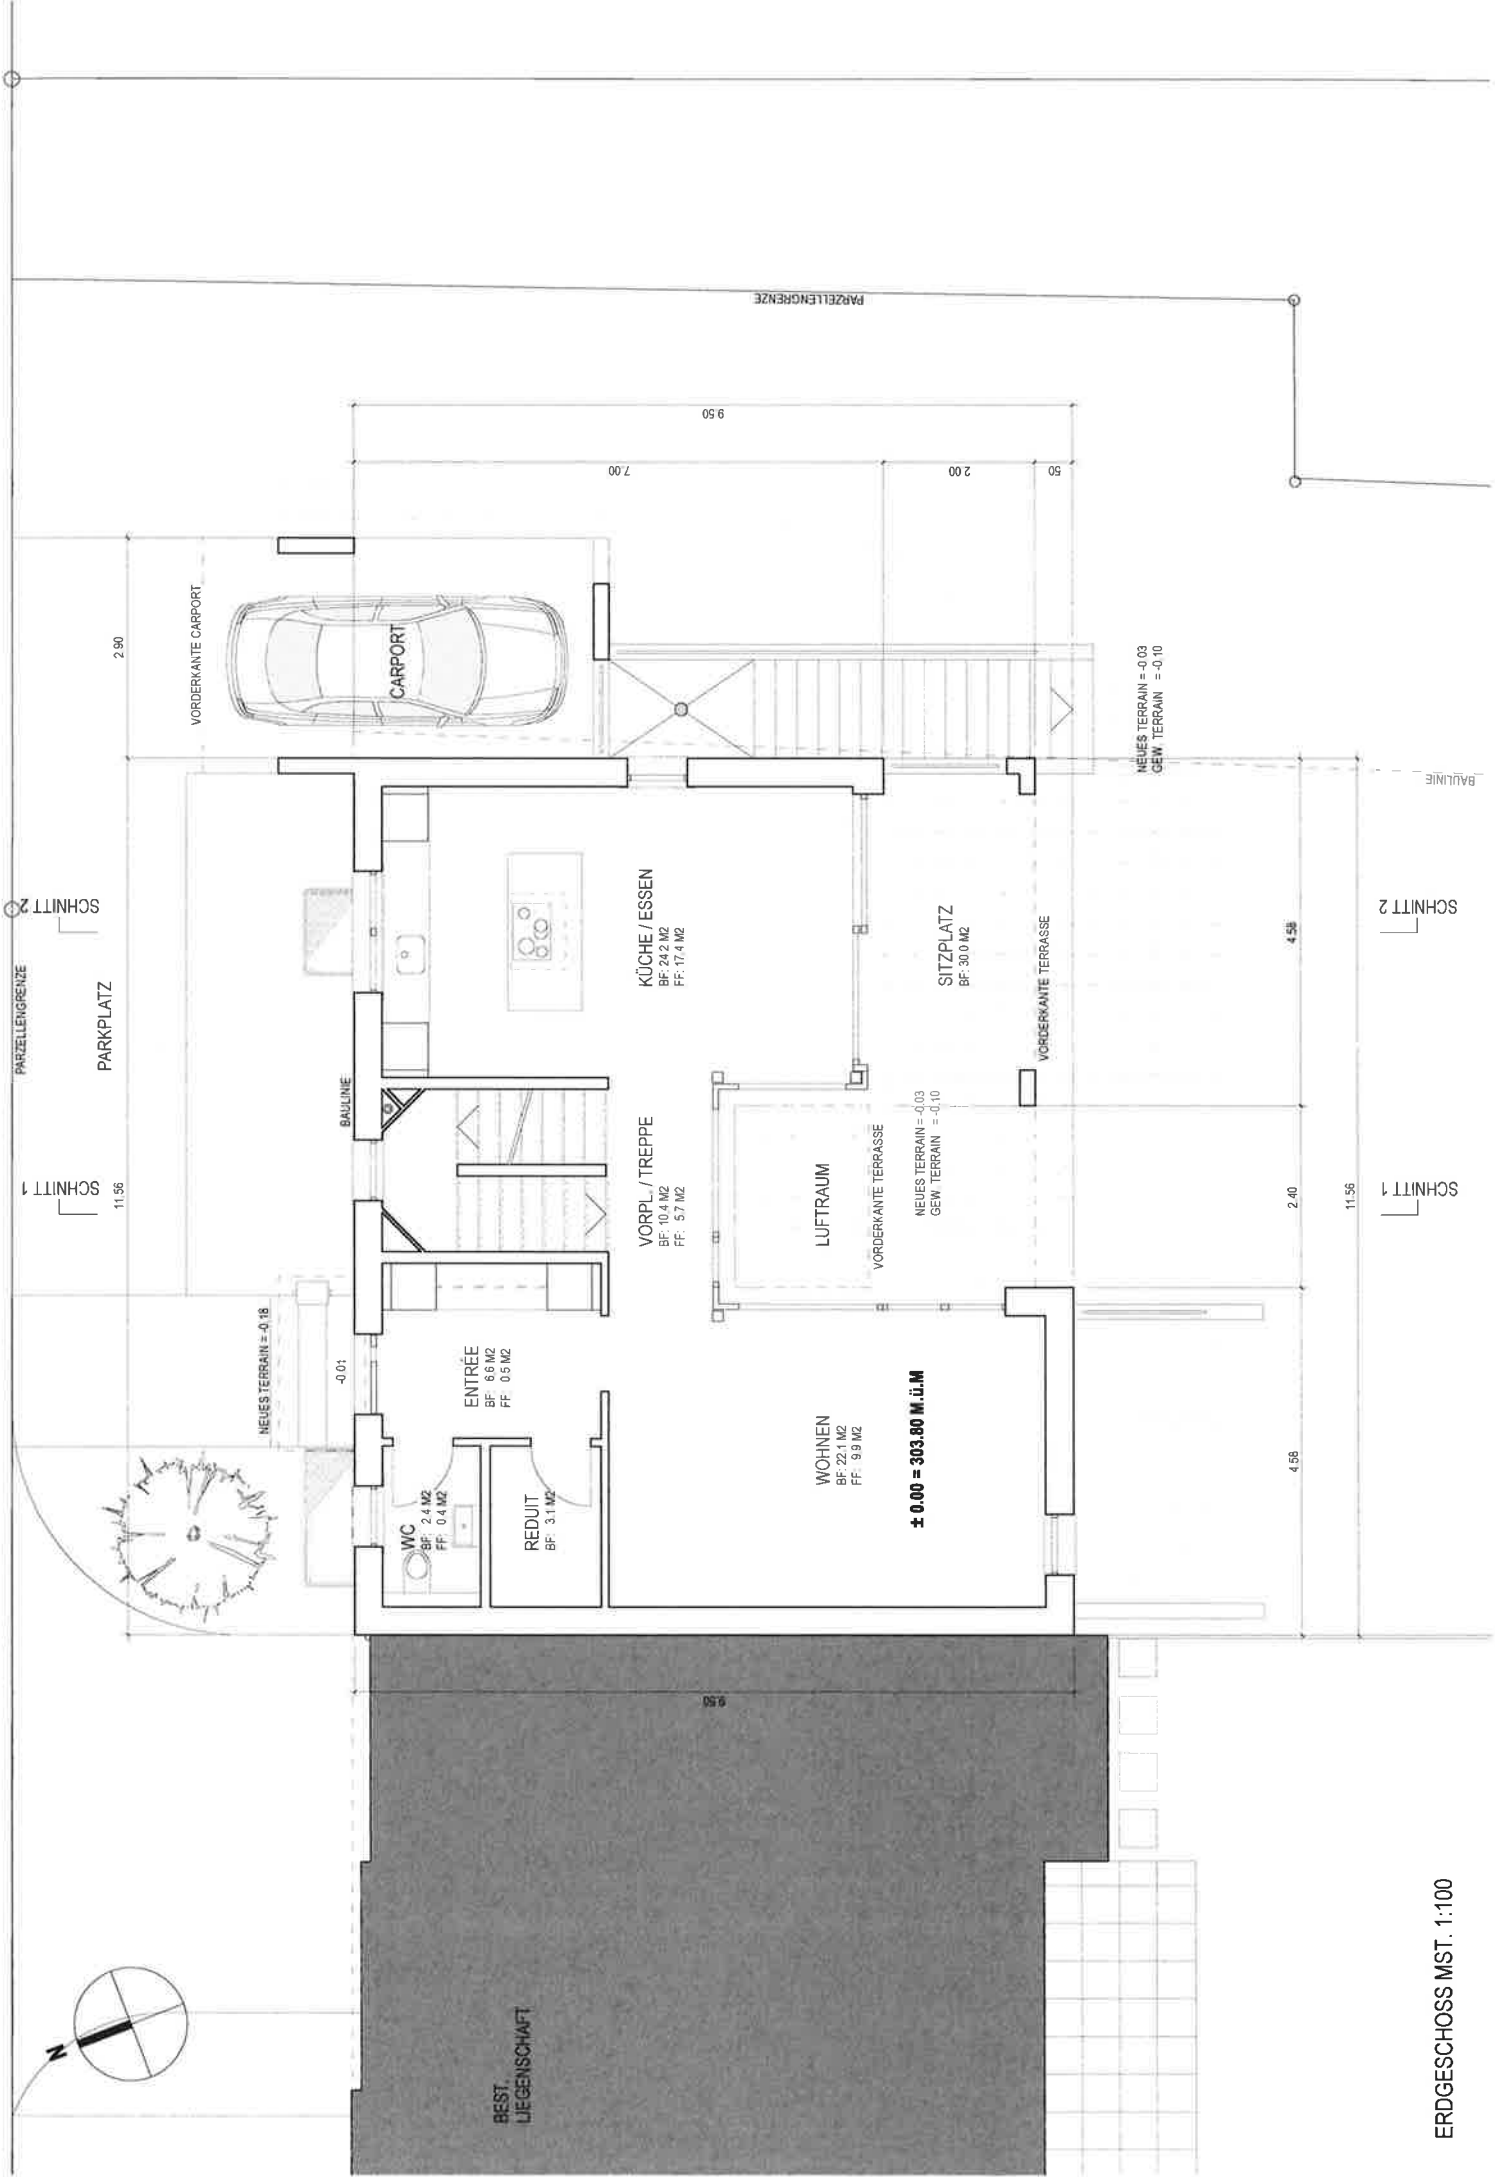 PARZELLENGRENZE
PARKPLATZ
SCHNITT 2
SCHNITT 1
11.56
2.90
VORDERKANTE CARPORT
CARPORT
PARZELLENGRENZE
9.50
7.00
2.00
50
NEUES TERRAIN = -0.18
-0.01
BAULINIE
ENTRÉE
BF: 6.6 M2
FF: 0.5 M2
WC
BF: 2.4 M2
FF: 0.4 M2
REDUIT
BF: 3.1 M2
VORPL. / TREPPE
BF: 10.4 M2
FF: 5.7 M2
KÜCHE / ESSEN
BF: 24.2 M2
FF: 17.4 M2
WOHNEN
BF: 22.1 M2
FF: 9.9 M2
± 0.00 = 303.80 M.ü.M
LUFTRAUM
VORDERKANTE TERRASSE
NEUES TERRAIN = -0.03
GEW. TERRAIN = -0.10
SITZPLATZ
BF: 30.0 M2
VORDERKANTE TERRASSE
NEUES TERRAIN = -0.03
GEW. TERRAIN = -0.10
BAULINIE
4.58
2.40
4.58
11.56
SCHNITT 1
SCHNITT 2
9.50
N
BEST.
LIEGENSCHAFT
ERDGESCHOSS MST. 1:100